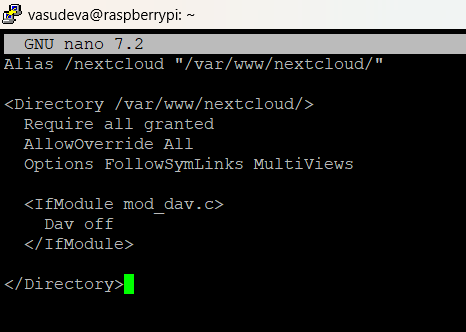 vasudeva@raspberrypi: ~
GNU nano 7.2
Alias /nextcloud "/var/www/nextcloud/"
<Directory /var/www/nextcloud/>
Require all granted
AllowOverride All
Options FollowSymLinks MultiViews
<IfModule mod_dav.c>
Dav off
</IfModule>
</Directory>